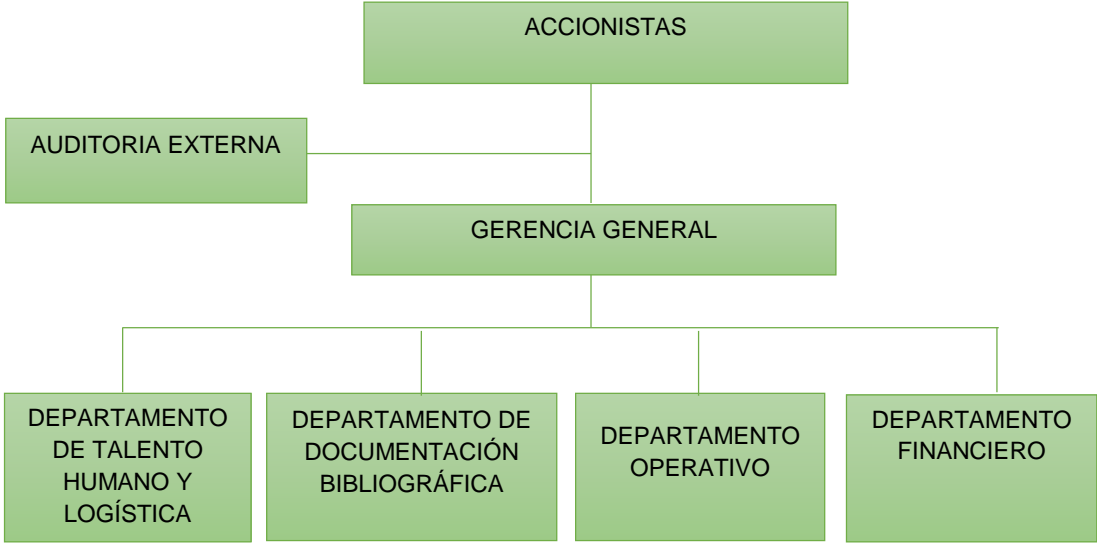 ACCIONISTAS
AUDITORIA EXTERNA
GERENCIA GENERAL
DEPARTAMENTO
DE TALENTO
HUMANO Y
LOGÍSTICA
DEPARTAMENTO DE
DOCUMENTACIÓN
BIBLIOGRÁFICA
DEPARTAMENTO
OPERATIVO
DEPARTAMENTO
FINANCIERO